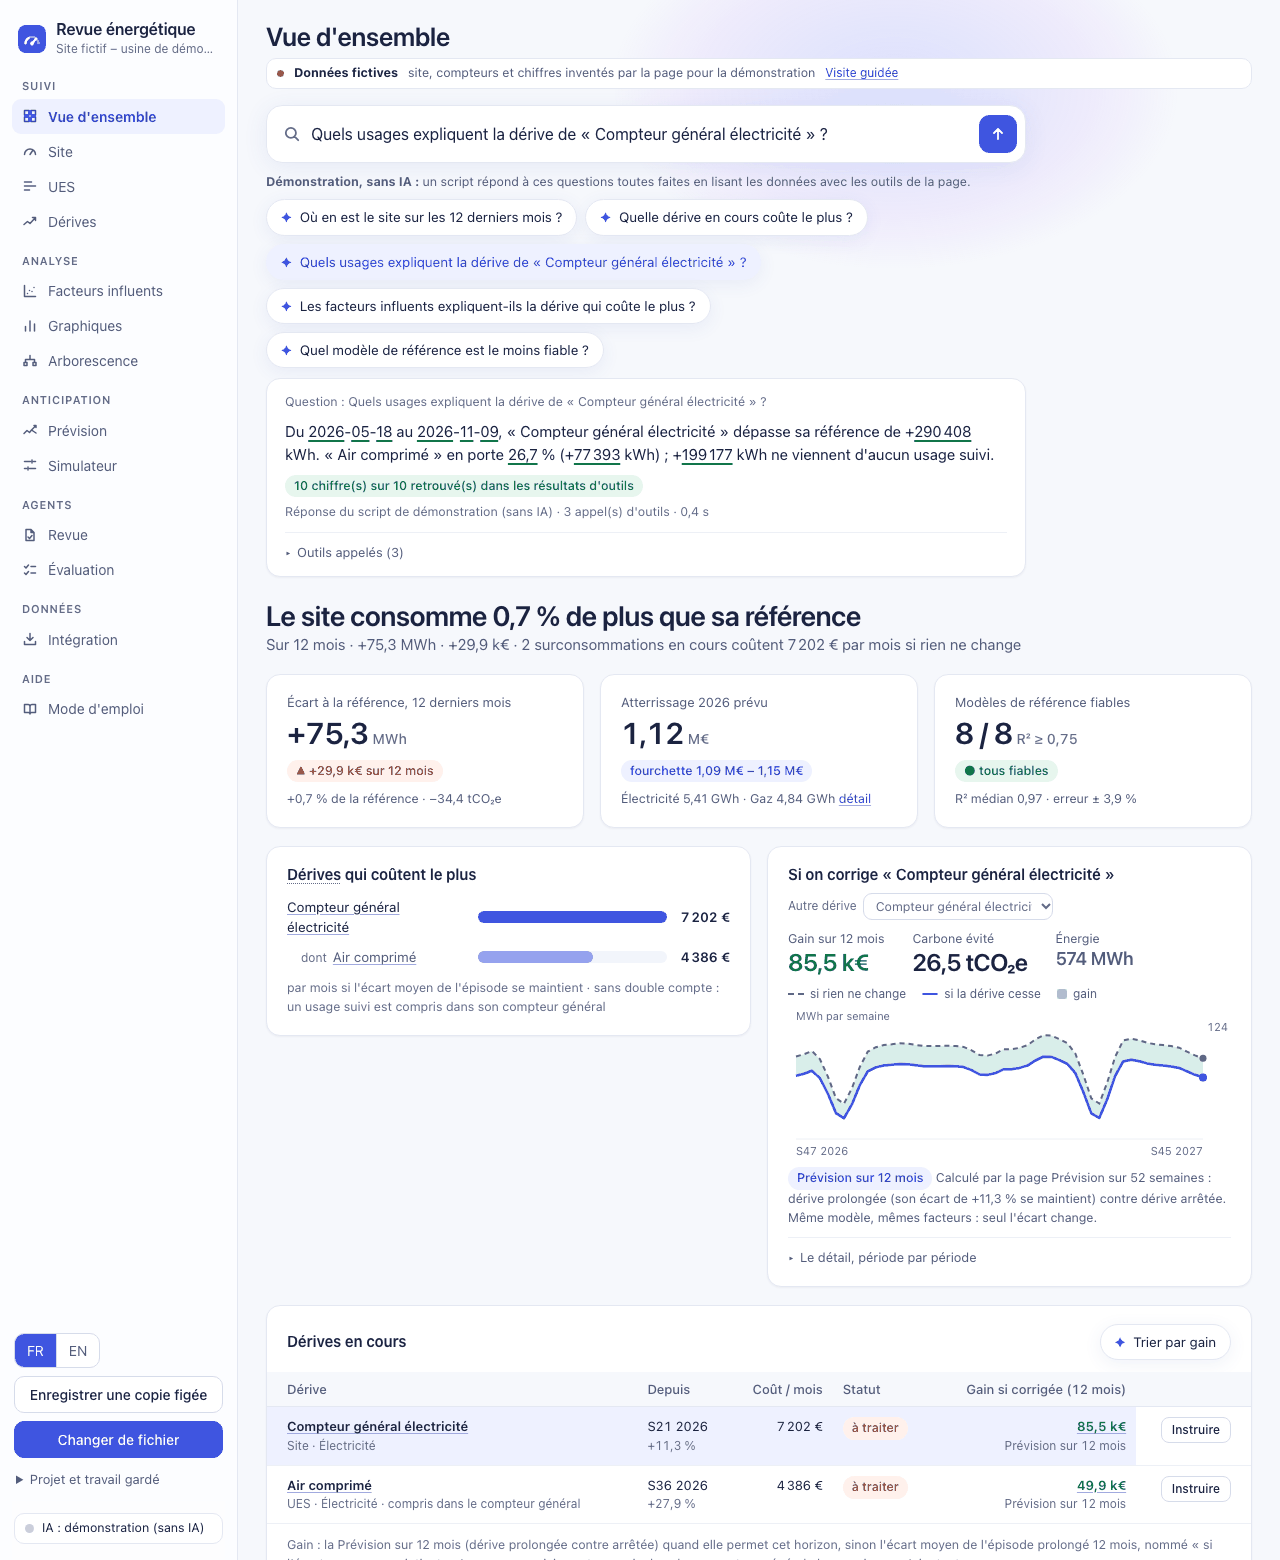 Revue énergétique
Site fictif – usine de démo...
SUIVI
Vue d'ensemble
Site
UES
Dérives
ANALYSE
Facteurs influents
Graphiques
Arborescence
ANTICIPATION
Prévision
Simulateur
AGENTS
Revue
Évaluation
DONNÉES
Intégration
AIDE
Mode d'emploi
FR EN
Enregistrer une copie figée
Changer de fichier
Projet et travail gardé
IA : démonstration (sans IA)
Vue d'ensemble
Données fictives site, compteurs et chiffres inventés par la page pour la démonstration Visite guidée
Quels usages expliquent la dérive de « Compteur général électricité » ?
Démonstration, sans IA : un script répond à ces questions toutes faites en lisant les données avec les outils de la page.
Où en est le site sur les 12 derniers mois ? Quelle dérive en cours coûte le plus ?
Quels usages expliquent la dérive de « Compteur général électricité » ?
Les facteurs influents expliquent-ils la dérive qui coûte le plus ?
Quel modèle de référence est le moins fiable ?
Question : Quels usages expliquent la dérive de « Compteur général électricité » ?
Du 2026-05-18 au 2026-11-09, « Compteur général électricité » dépasse sa référence de +290 408
kWh. « Air comprimé » en porte 26,7 % (+77 393 kWh) ; +199 177 kWh ne viennent d'aucun usage suivi.
10 chiffre(s) sur 10 retrouvé(s) dans les résultats d'outils
Réponse du script de démonstration (sans IA) · 3 appel(s) d'outils · 0,4 s
Outils appelés (3)
Le site consomme 0,7 % de plus que sa référence
Sur 12 mois · +75,3 MWh · +29,9 k€ · 2 surconsommations en cours coûtent 7 202 € par mois si rien ne change
Écart à la référence, 12 derniers mois
+75,3 MWh
+29,9 k€ sur 12 mois
+0,7 % de la référence · −34,4 tCO₂e
Atterrissage 2026 prévu
1,12 M€
fourchette 1,09 M€ – 1,15 M€
Électricité 5,41 GWh · Gaz 4,84 GWh détail
Modèles de référence fiables
8 / 8 R² ≥ 0,75
tous fiables
R² médian 0,97 · erreur ± 3,9 %
Dérives qui coûtent le plus
Compteur général
électricité
7 202 €
dont Air comprimé 4 386 €
par mois si l'écart moyen de l'épisode se maintient · sans double compte :
un usage suivi est compris dans son compteur général
Si on corrige « Compteur général électricité »
Autre dérive Compteur général électrici
Gain sur 12 mois Carbone évité Énergie
85,5 k€ 26,5 tCO₂e 574 MWh
si rien ne change si la dérive cesse gain
MWh par semaine
124
S47 2026 S45 2027
Prévision sur 12 mois Calculé par la page Prévision sur 52 semaines :
dérive prolongée (son écart de +11,3 % se maintient) contre dérive arrêtée.
Même modèle, mêmes facteurs : seul l'écart change.
Le détail, période par période
Dérives en cours
Trier par gain
Dérive Depuis Coût / mois Statut Gain si corrigée (12 mois)
Compteur général électricité S21 2026 7 202 € à traiter 85,5 k€ Instruire
Site · Électricité +11,3 % Prévision sur 12 mois
Air comprimé S36 2026 4 386 € à traiter 49,9 k€ Instruire
UES · Électricité · compris dans le compteur général +27,9 % Prévision sur 12 mois
Gain : la Prévision sur 12 mois (dérive prolongée contre arrêtée) quand elle permet cet horizon, sinon l'écart moyen de l'épisode prolongé 12 mois, nommé « si